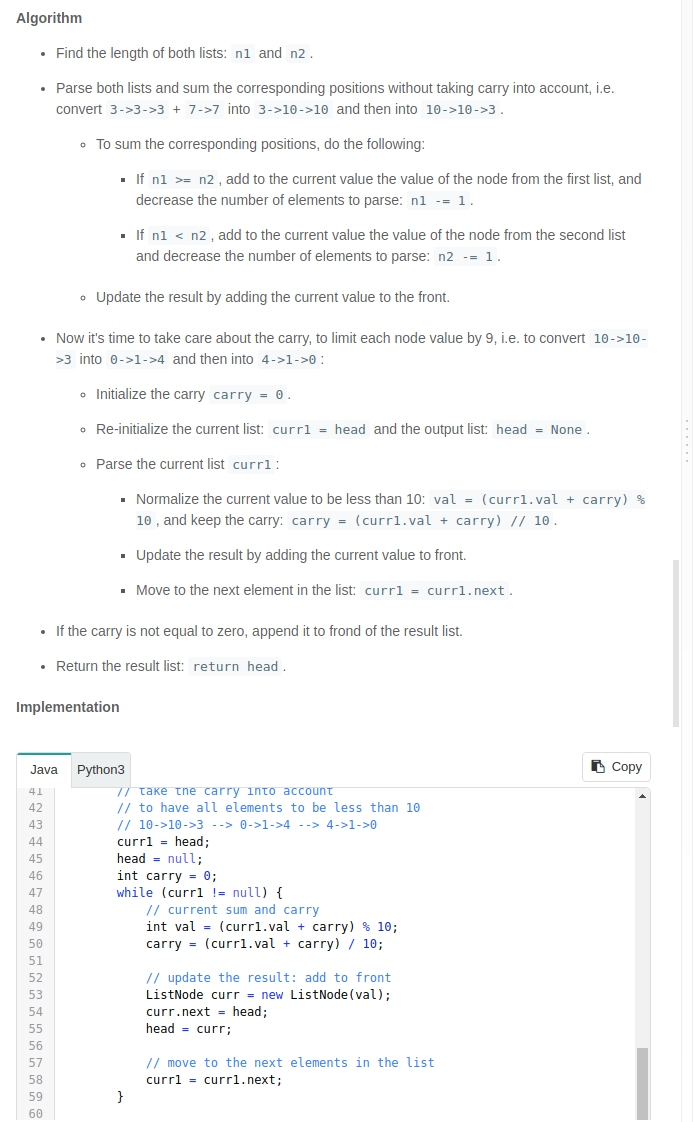 Algorithm
• Find the length of both lists: n1 and n2 .
• Parse both lists and sum the corresponding positions without taking carry into account, i.e.
convert 3->3->3 + 7->7 into 3->10->10 and then into 10->10->3 .
◦ To sum the corresponding positions, do the following:
▪ If n1 >= n2 , add to the current value the value of the node from the first list, and
decrease the number of elements to parse: n1 -= 1 .
▪ If n1 < n2 , add to the current value the value of the node from the second list
and decrease the number of elements to parse: n2 -= 1 .
◦ Update the result by adding the current value to the front.
• Now it's time to take care about the carry, to limit each node value by 9, i.e. to convert 10->10-
>3 into 0->1->4 and then into 4->1->0 :
◦ Initialize the carry carry = 0 .
◦ Re-initialize the current list: curr1 = head and the output list: head = None .
◦ Parse the current list curr1 :
▪ Normalize the current value to be less than 10: val = (curr1.val + carry) %
10 , and keep the carry: carry = (curr1.val + carry) // 10 .
▪ Update the result by adding the current value to front.
▪ Move to the next element in the list: curr1 = curr1.next .
• If the carry is not equal to zero, append it to frond of the result list.
• Return the result list: return head .
Implementation
Java Python3 Copy
41 // take the carry into account
42 // to have all elements to be less than 10
43 // 10->10->3 --> 0->1->4 --> 4->1->0
44 curr1 = head;
45 head = null;
46 int carry = 0;
47 while (curr1 != null) {
48 // current sum and carry
49 int val = (curr1.val + carry) % 10;
50 carry = (curr1.val + carry) / 10;
51
52 // update the result: add to front
53 ListNode curr = new ListNode(val);
54 curr.next = head;
55 head = curr;
56
57 // move to the next elements in the list
58 curr1 = curr1.next;
59 }
60